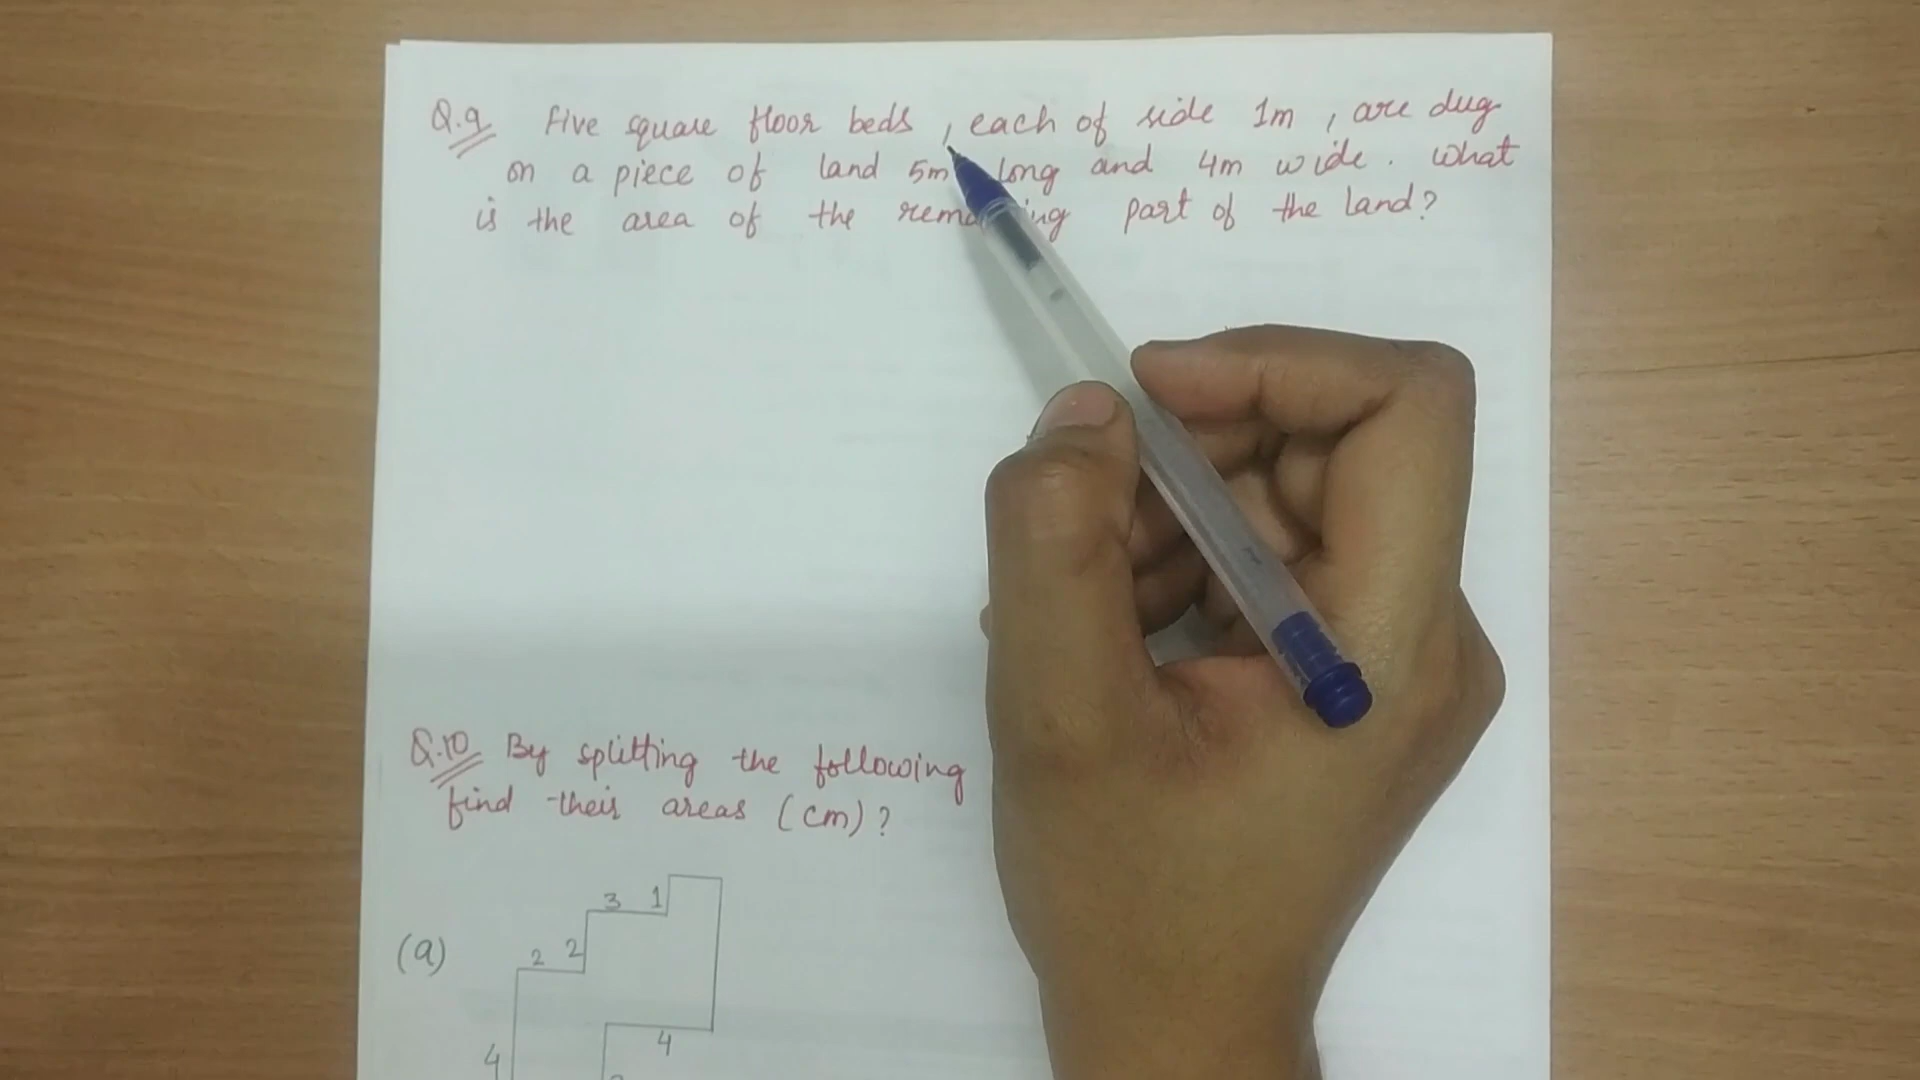 Q.9 Five square floor beds, each of side 1m, are dug
on a piece of land 5m long and 4m wide. What
is the area of the remaining part of the land?
Q.10 By splitting the following
find their areas (cm)?
3 1
(a) 2 2
4 4